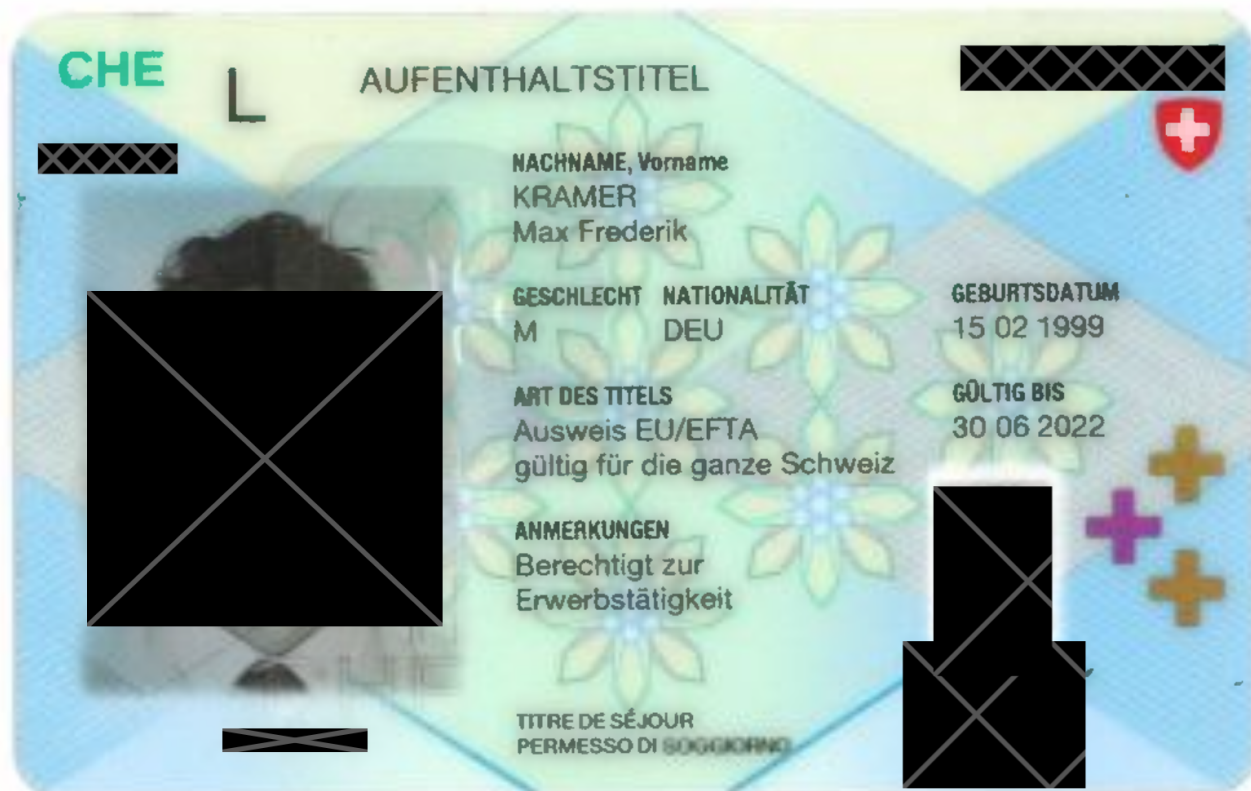 CHE
L
AUFENTHALTSTITEL
NACHNAME, Vorname
KRAMER
Max Frederik
GESCHLECHT NATIONALITÄT GEBURTSDATUM
M DEU 15 02 1999
ART DES TITELS GÜLTIG BIS
Ausweis EU/EFTA 30 06 2022
gültig für die ganze Schweiz
ANMERKUNGEN
Berechtigt zur
Erwerbstätigkeit
TITRE DE SÉJOUR
PERMESSO DI SOGGIORNO